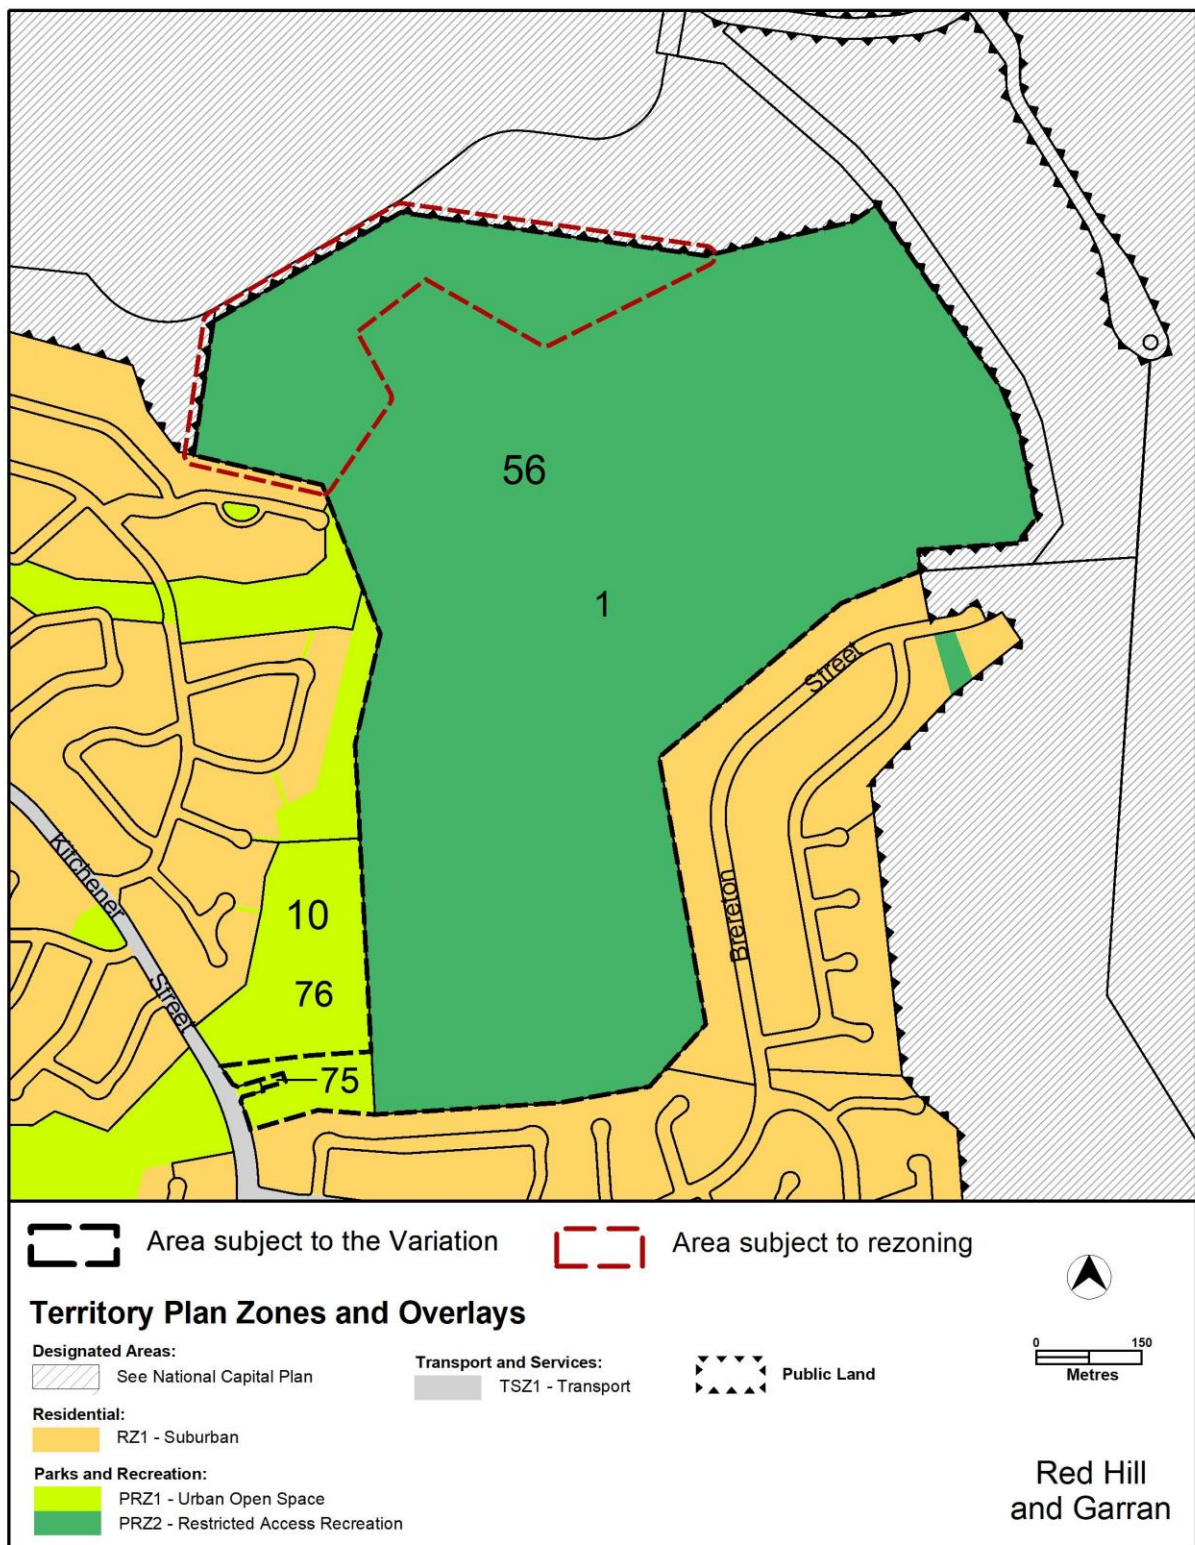 56
1
Street
Kitchener
10
Brereton
76
Street
75
Area subject to the Variation
Area subject to rezoning
Territory Plan Zones and Overlays
Designated Areas:
See National Capital Plan
Transport and Services:
TSZ1 - Transport
Public Land
0 150
Metres
Residential:
RZ1 - Suburban
Parks and Recreation:
PRZ1 - Urban Open Space
PRZ2 - Restricted Access Recreation
Red Hill
and Garran